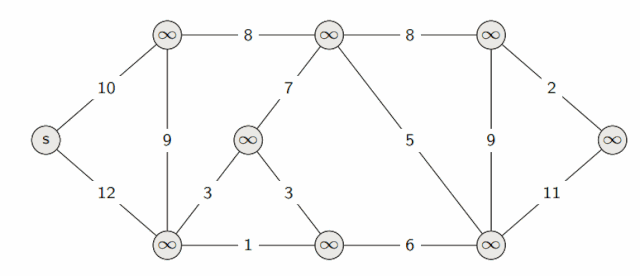 ∞ 8 ∞ 8 ∞
10 7 2
s 9 ∞ 5 9 ∞
12 3 3 11
∞ 1 ∞ 6 ∞